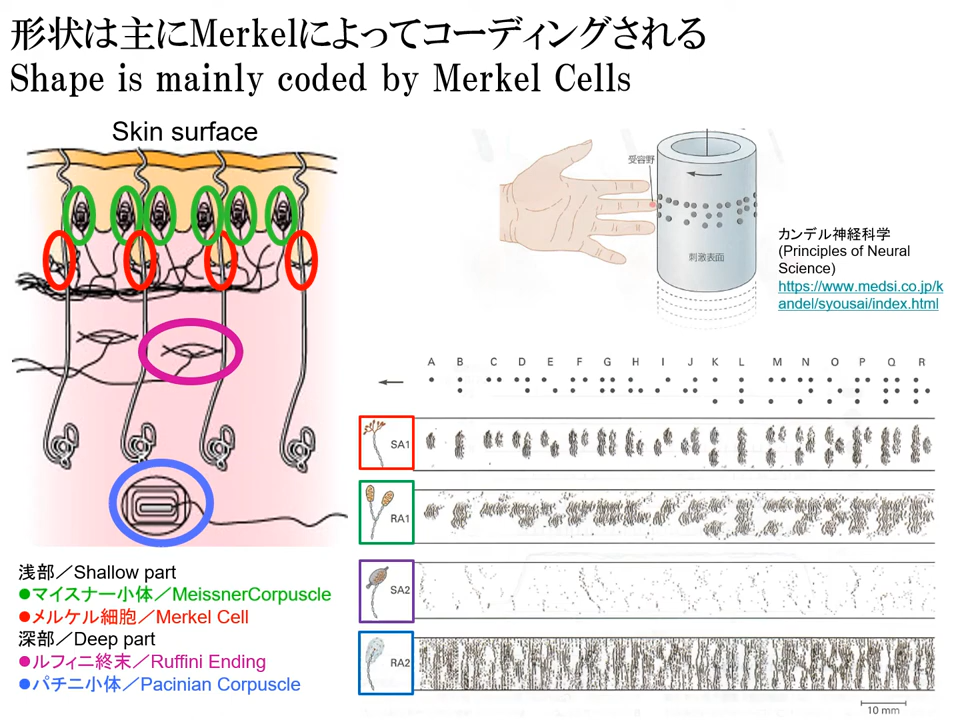 形状は主にMerkelによってコーディングされる
Shape is mainly coded by Merkel Cells
Skin surface
受容野
刺激表面
カンデル神経科学
(Principles of Neural
Science)
https://www.medsi.co.jp/k
andel/syousai/index.html
A B C D E F G H I J K L M N O P Q R
SA1
RA1
SA2
RA2
10 mm
浅部／Shallow part
●マイスナー小体／MeissnerCorpuscle
●メルケル細胞／Merkel Cell
深部／Deep part
●ルフィニ終末／Ruffini Ending
●パチニ小体／Pacinian Corpuscle